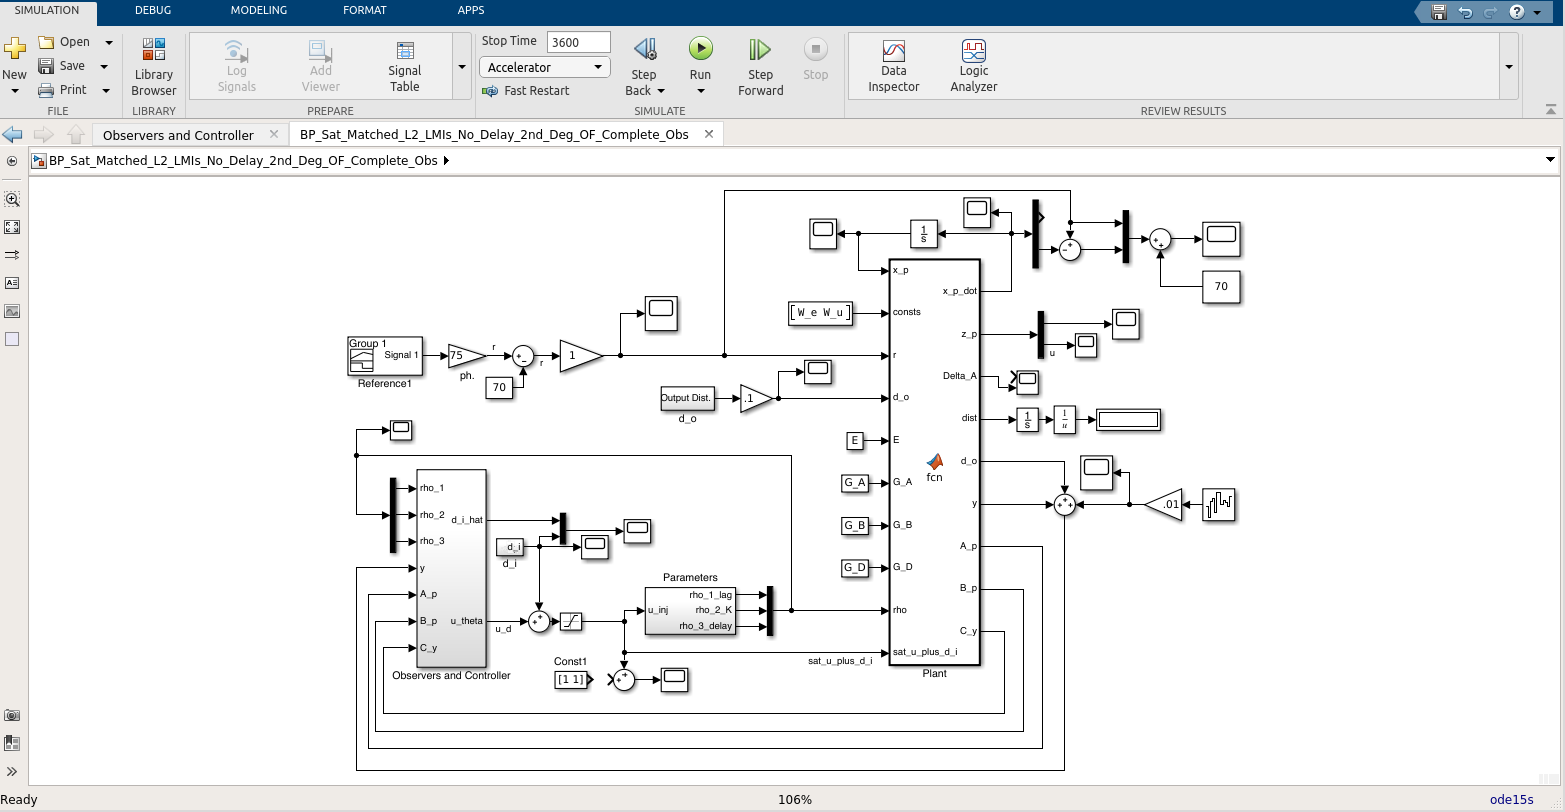 SIMULATION DEBUG MODELING FORMAT APPS
New
Open
Save
Print
FILE
Library
Browser
LIBRARY
Log
Signals
Add
Viewer
Signal
Table
PREPARE
Stop Time 3600
Accelerator
Fast Restart
Step
Back
Run
Step
Forward
Stop
SIMULATE
Data
Inspector
Logic
Analyzer
REVIEW RESULTS
Observers and Controller
BP_Sat_Matched_L2_LMIs_No_Delay_2nd_Deg_OF_Complete_Obs
BP_Sat_Matched_L2_LMIs_No_Delay_2nd_Deg_OF_Complete_Obs
Group 1
Signal 1
Reference1
75
ph.
r
70
r
1
Output Dist.
d_o
.1
1
s
[W_e W_u]
E
G_A
G_B
G_D
x_p
consts
r
d_o
E
G_A
G_B
G_D
rho
sat_u_plus_d_i
x_p_dot
z_p
Delta_A
dist
d_o
y
A_p
B_p
C_y
fcn
Plant
70
u
1
s
1
u
.01
rho_1
rho_2
rho_3
y
A_p
B_p
C_y
d_i_hat
u_theta
Observers and Controller
d_i
d_i
u_d
Parameters
u_inj
rho_1_lag
rho_2_K
rho_3_delay
sat_u_plus_d_i
Const1
[1 1]
Ready
106%
ode15s